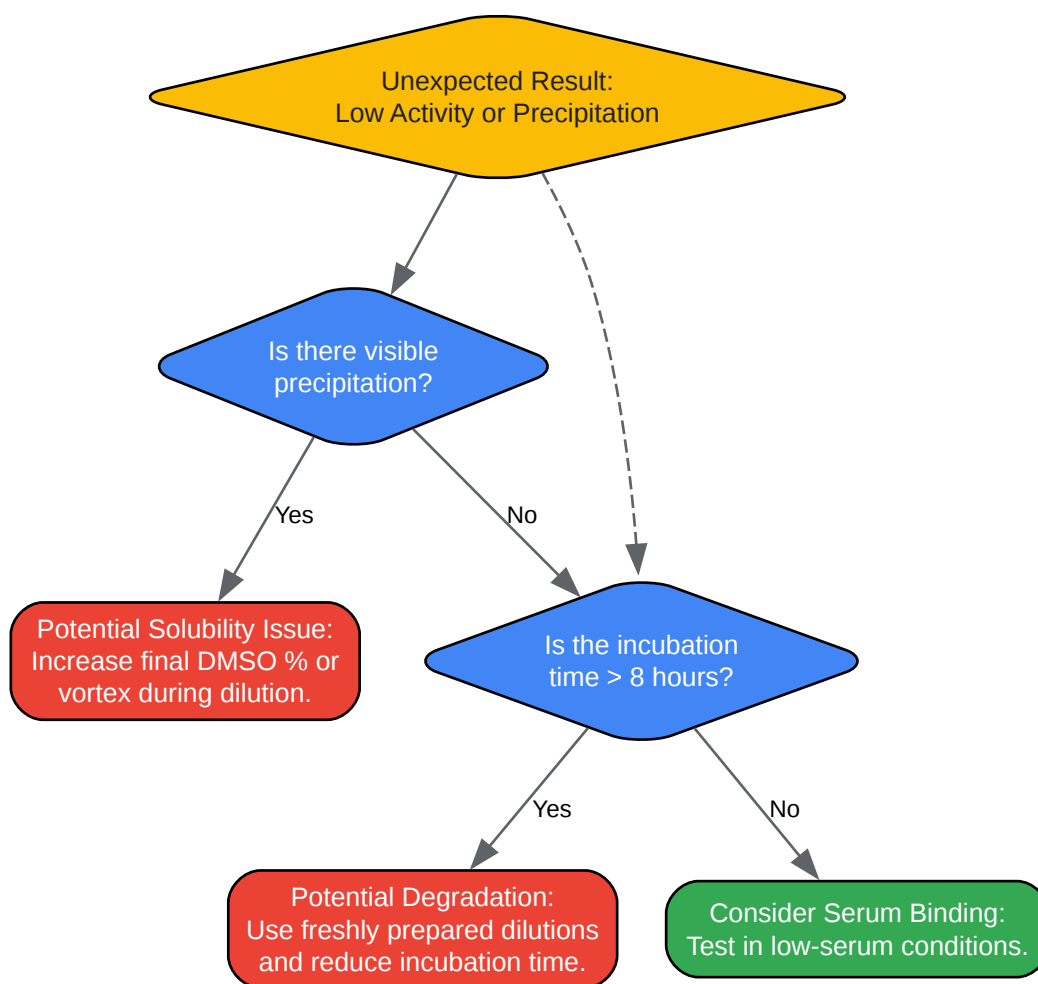 Unexpected Result:
Low Activity or Precipitation
Is there visible
precipitation?
Yes
No
Potential Solubility Issue:
Increase final DMSO % or
vortex during dilution.
Is the incubation
time > 8 hours?
Yes
No
Potential Degradation:
Use freshly prepared dilutions
and reduce incubation time.
Consider Serum Binding:
Test in low-serum conditions.